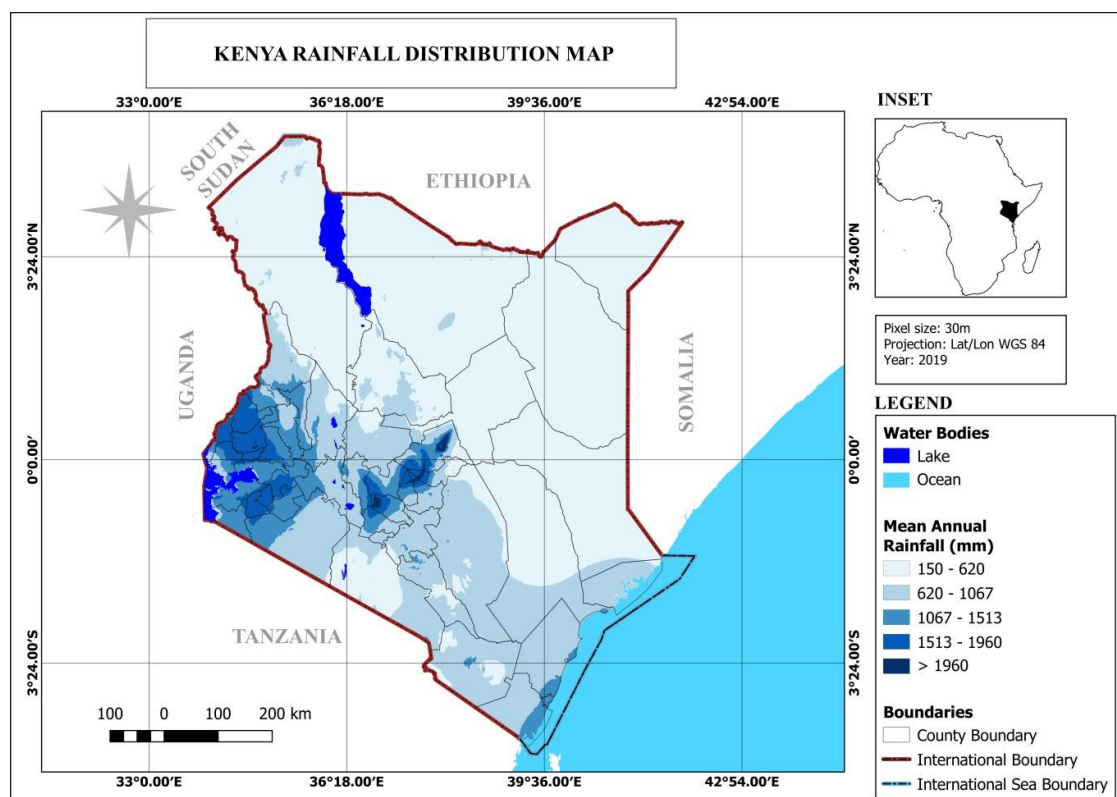 KENYA RAINFALL DISTRIBUTION MAP
33°0.00′E 36°18.00′E 39°36.00′E 42°54.00′E
3°24.00′N
0°0.00′
3°24.00′S
SOUTH
SUDAN
ETHIOPIA
UGANDA
SOMALIA
TANZANIA
3°24.00′N
0°0.00′
3°24.00′S
100 0 100 200 km
33°0.00′E 36°18.00′E 39°36.00′E 42°54.00′E
INSET
Pixel size: 30m
Projection: Lat/Lon WGS 84
Year: 2019
LEGEND
Water Bodies
Lake
Ocean
Mean Annual
Rainfall (mm)
150 - 620
620 - 1067
1067 - 1513
1513 - 1960
> 1960
Boundaries
County Boundary
International Boundary
International Sea Boundary